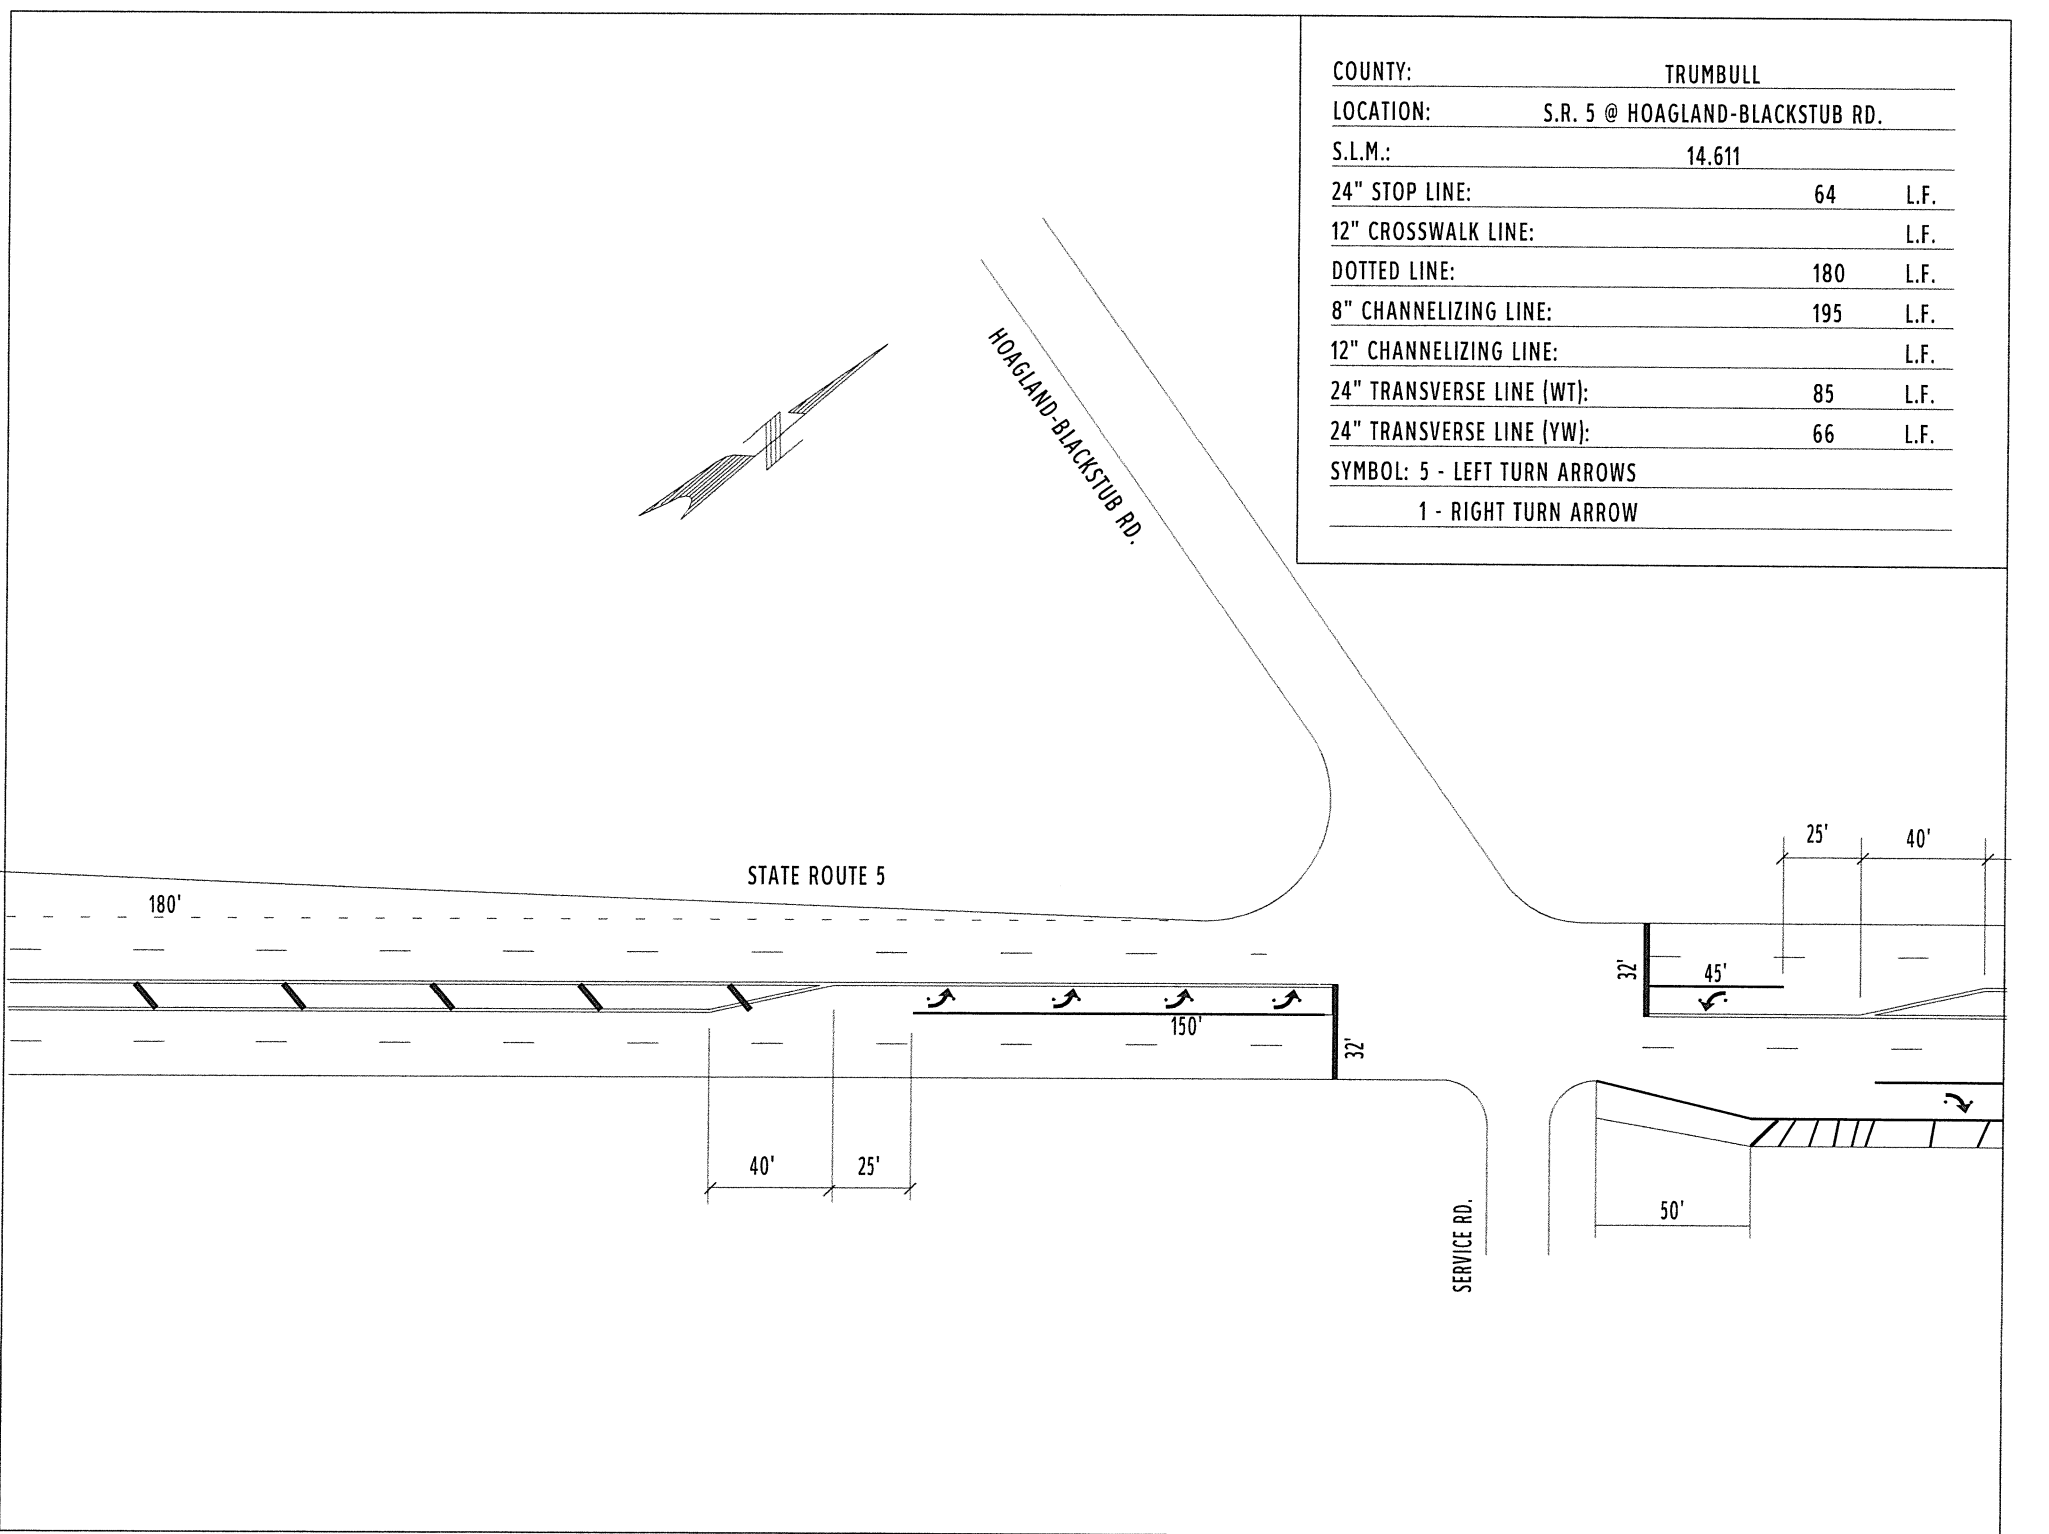 COUNTY: TRUMBULL
LOCATION: S.R. 5 @ HOAGLAND-BLACKSTUB RD.
S.L.M.: 14.611
24" STOP LINE: 64 L.F.
12" CROSSWALK LINE: L.F.
DOTTED LINE: 180 L.F.
8" CHANNELIZING LINE: 195 L.F.
12" CHANNELIZING LINE: L.F.
24" TRANSVERSE LINE (WT): 85 L.F.
24" TRANSVERSE LINE (YW): 66 L.F.
SYMBOL: 5 - LEFT TURN ARROWS
1 - RIGHT TURN ARROW
HOAGLAND-BLACKSTUB RD.
N
25' 40'
STATE ROUTE 5
180'
32' 45'
150'
32'
40' 25'
50'
SERVICE RD.